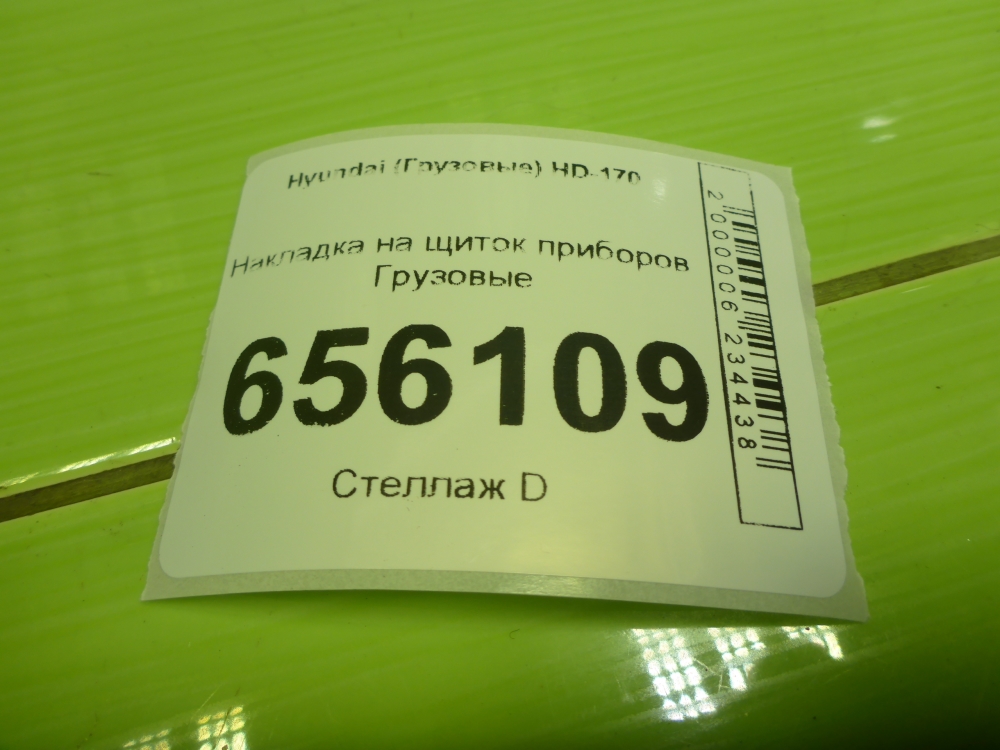 Hyundai (Грузовые) HD-170
Накладка на щиток приборов
Грузовые
656109
Стеллаж D
2000006234438